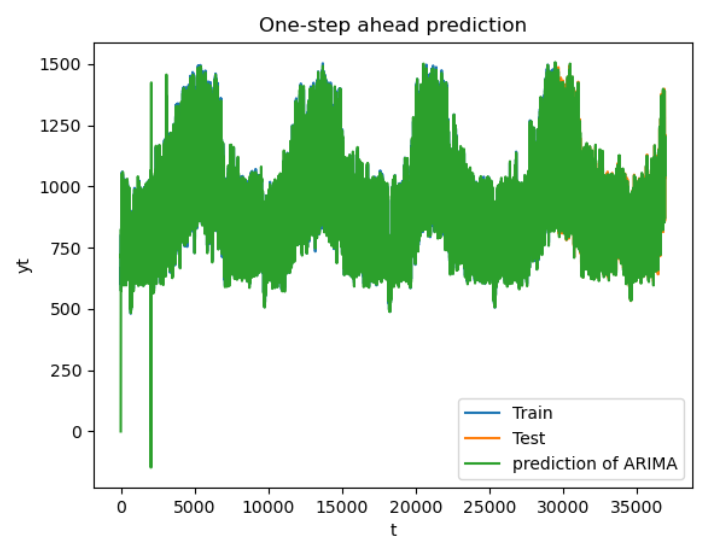 One-step ahead prediction
yt
1500
1250
1000
750
500
250
0
Train
Test
prediction of ARIMA
0 5000 10000 15000 20000 25000 30000 35000
t